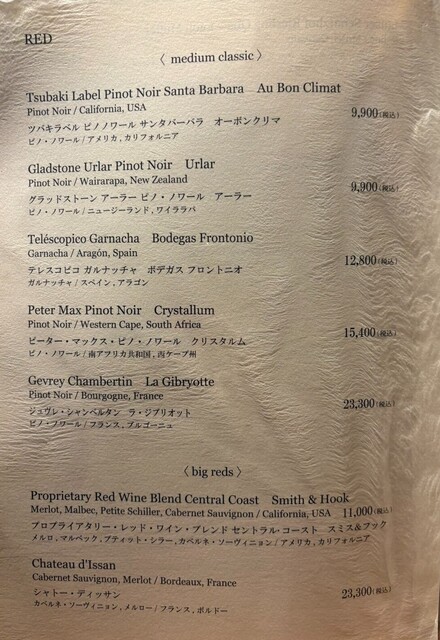 RED
〈 medium classic 〉
Tsubaki Label Pinot Noir Santa Barbara Au Bon Climat
Pinot Noir / California, USA
9,900(税込)
ツバキラベル ピノノワール サンタバーバラ オーボンクリマ
ピノ・ノワール / アメリカ , カリフォルニア
Gladstone Urlar Pinot Noir Urlar
Pinot Noir / Wairarapa, New Zealand
9,900(税込)
グラッドストーン アーラー ピノ・ノワール アーラー
ピノ・ノワール / ニュージーランド , ワイララパ
Teléscopico Garnacha Bodegas Frontonio
Garnacha / Aragón, Spain
12,800(税込)
テレスコピコ ガルナッチャ ボデガス フロントニオ
ガルナッチャ / スペイン , アラゴン
Peter Max Pinot Noir Crystallum
Pinot Noir / Western Cape, South Africa
15,400(税込)
ピーター・マックス・ピノ・ノワール クリスタルム
ピノ・ノワール / 南アフリカ共和国 , 西ケープ州
Gevrey Chambertin La Gibryotte
Pinot Noir / Bourgogne, France
23,300(税込)
ジュヴレ・シャンベルタン ラ・ジブリオット
ピノ・ノワール / フランス , ブルゴーニュ
〈 big reds 〉
Proprietary Red Wine Blend Central Coast Smith & Hook
Merlot, Malbec, Petite Schiller, Cabernet Sauvignon / California, USA 11,000(税込)
プロプライアタリー・レッド・ワイン・ブレンド セントラル・コースト スミス&フック
メルロ , マルベック , プティット・シラー , カベルネ・ソーヴィニョン / アメリカ , カリフォルニア
Chateau d'Issan
Cabernet Sauvignon, Merlot / Bordeaux, France
23,300(税込)
シャトー・ディッサン
カベルネ・ソーヴィニョン , メルロー / フランス , ボルドー